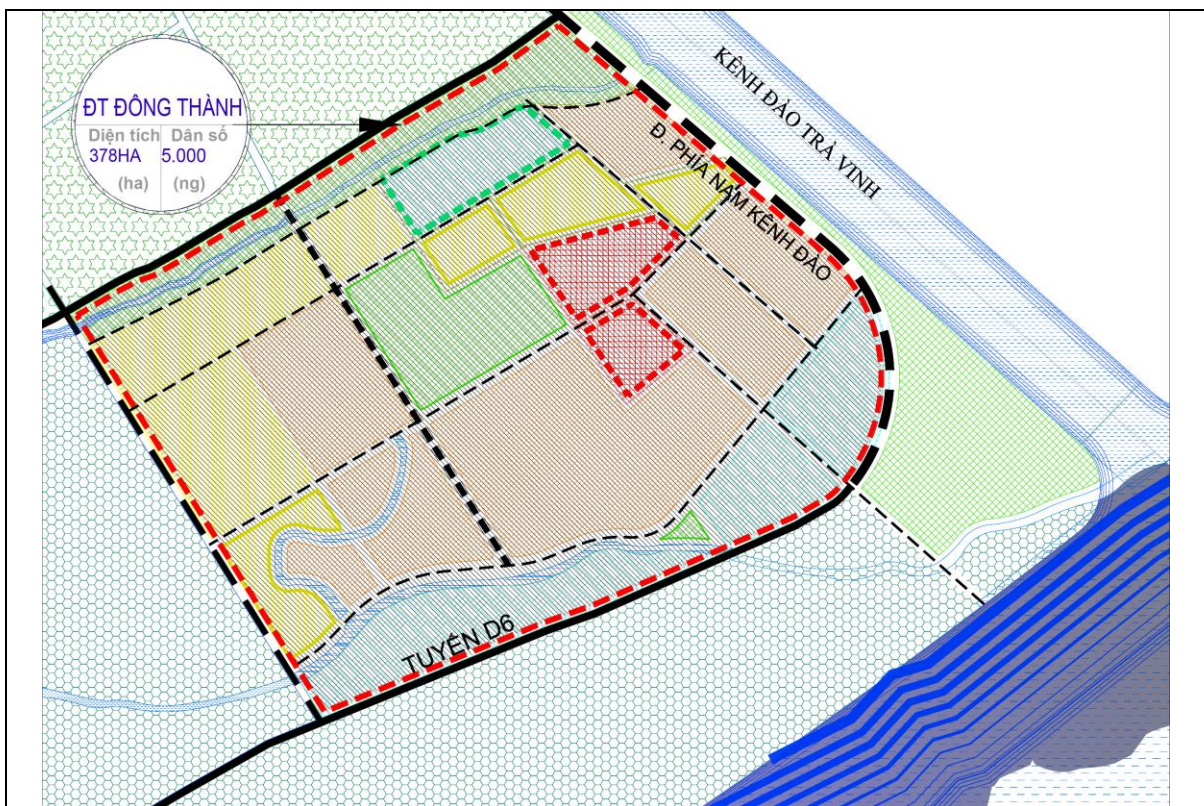 ĐT ĐÔNG THÀNH
Diện tích Dân số
378HA 5.000
(ha) (ng)
KÊNH ĐÀO TRÀ VINH
Đ. PHÍA NAM KÊNH ĐÀO
TUYẾN D6